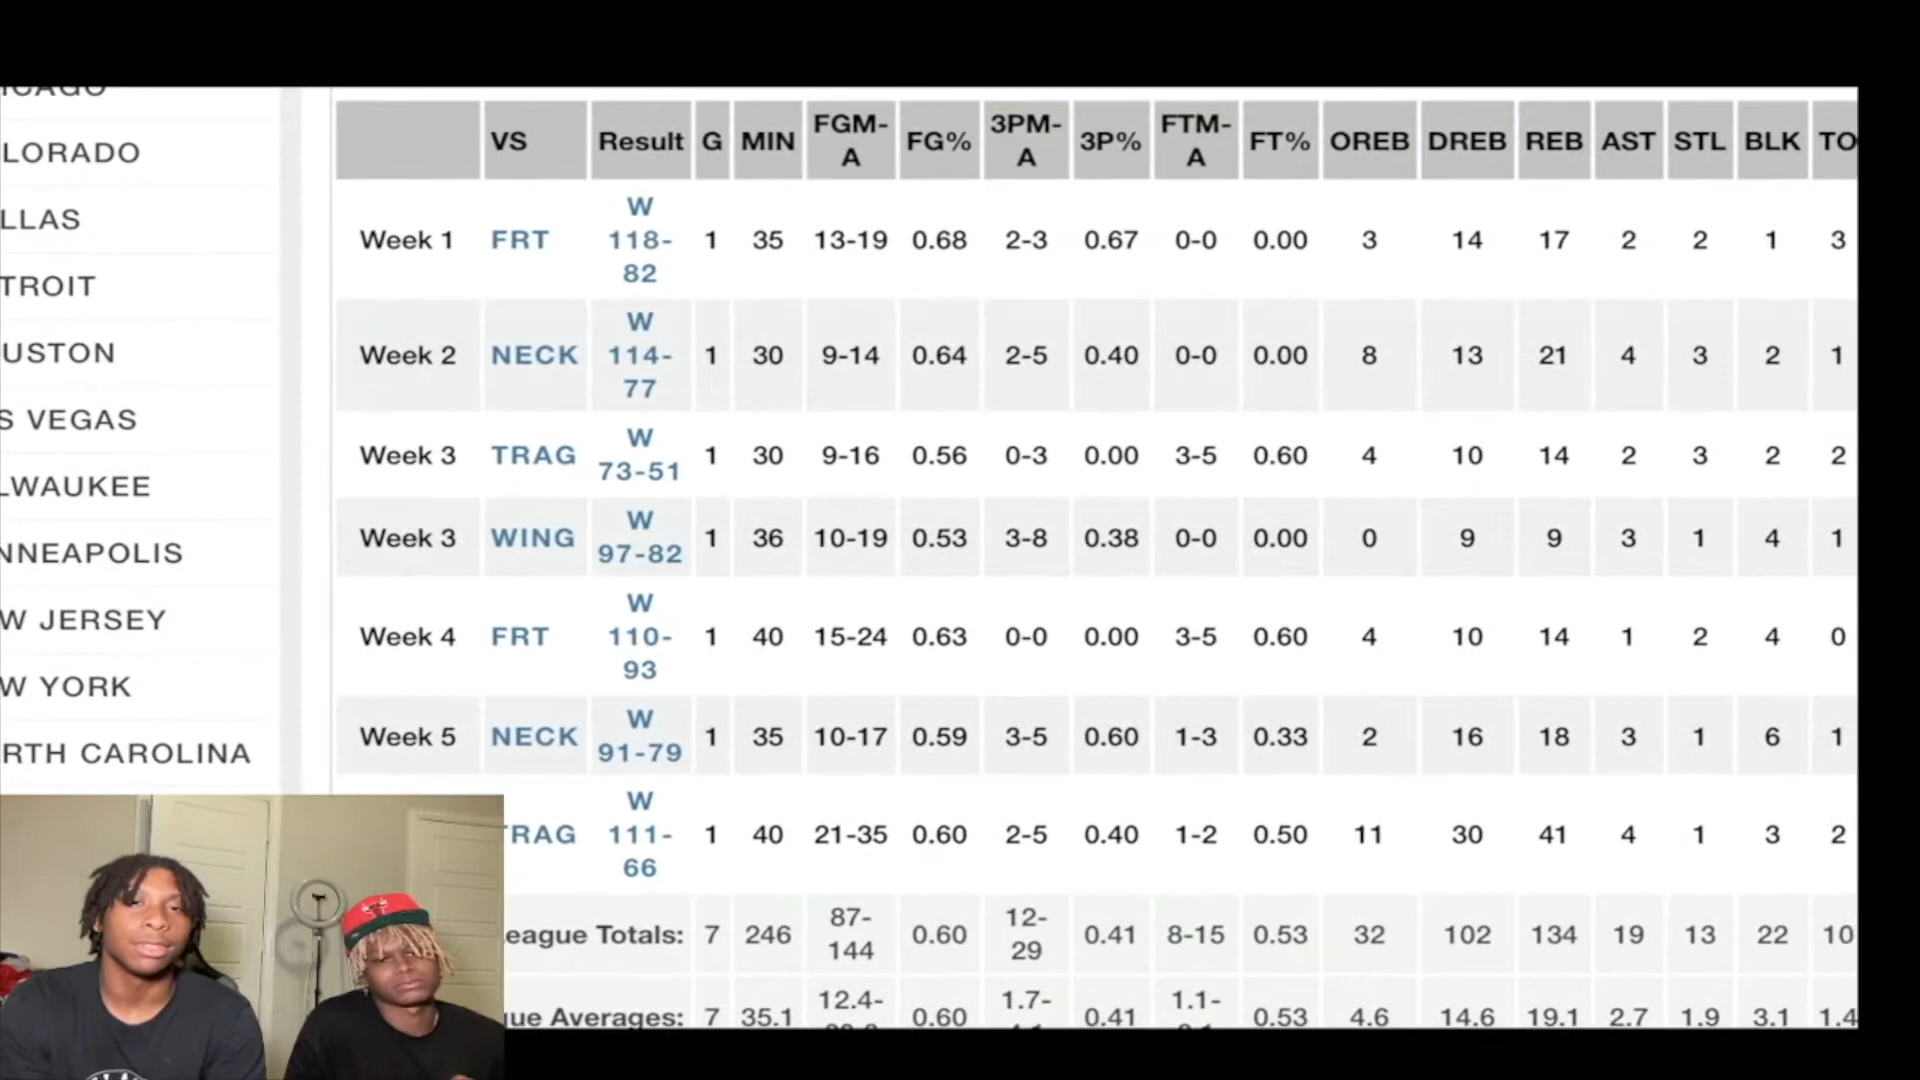 LORADO
LLAS
TROIT
USTON
S VEGAS
LWAUKEE
NNEAPOLIS
W JERSEY
W YORK
RTH CAROLINA
VS Result G MIN FGM-A FG% 3PM-A 3P% FTM-A FT% OREB DREB REB AST STL BLK TO
Week 1 FRT W 118-82 1 35 13-19 0.68 2-3 0.67 0-0 0.00 3 14 17 2 2 1 3
Week 2 NECK W 114-77 1 30 9-14 0.64 2-5 0.40 0-0 0.00 8 13 21 4 3 2 1
Week 3 TRAG W 73-51 1 30 9-16 0.56 0-3 0.00 3-5 0.60 4 10 14 2 3 2 2
Week 3 WING W 97-82 1 36 10-19 0.53 3-8 0.38 0-0 0.00 0 9 9 3 1 4 1
Week 4 FRT W 110-93 1 40 15-24 0.63 0-0 0.00 3-5 0.60 4 10 14 1 2 4 0
Week 5 NECK W 91-79 1 35 10-17 0.59 3-5 0.60 1-3 0.33 2 16 18 3 1 6 1
RAG W 111-66 1 40 21-35 0.60 2-5 0.40 1-2 0.50 11 30 41 4 1 3 2
eague Totals: 7 246 87-144 0.60 12-29 0.41 8-15 0.53 32 102 134 19 13 22 10
ue Averages: 7 35.1 12.4- 0.60 1.7- 0.41 1.1- 0.53 4.6 14.6 19.1 2.7 1.9 3.1 1.4